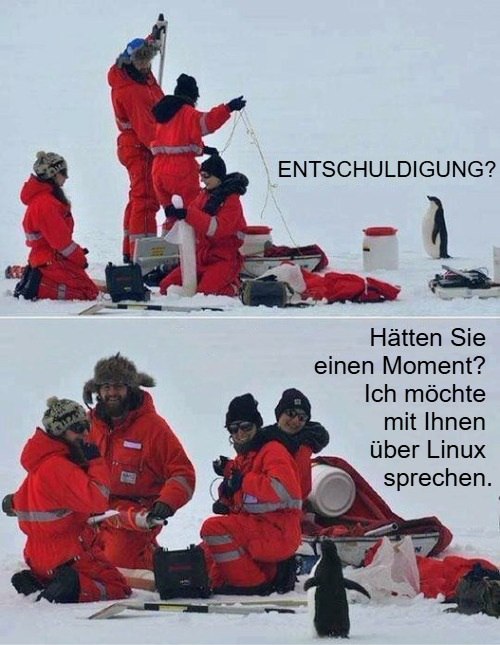 ENTSCHULDIGUNG?
Hätten Sie
einen Moment?
Ich möchte
mit Ihnen
über Linux
sprechen.